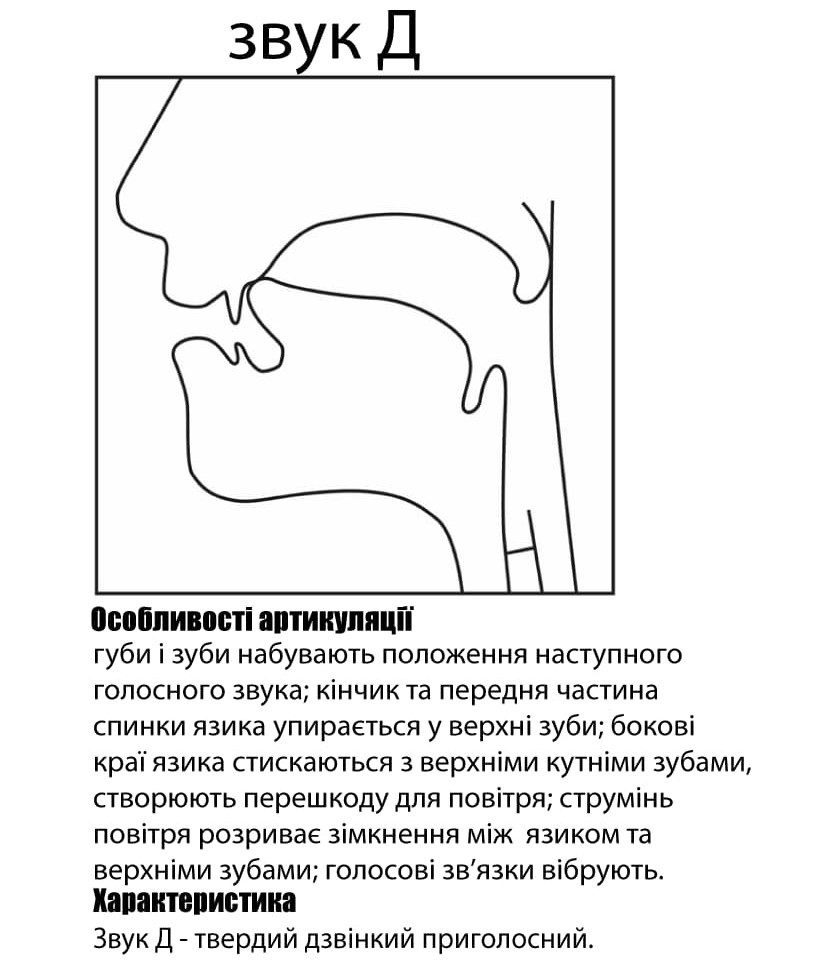 звук Д
Особливості артикуляції
губи і зуби набувають положення наступного
голосного звука; кінчик та передня частина
спинки язика упирається у верхні зуби; бокові
краї язика стискаються з верхніми кутніми зубами,
створюють перешкоду для повітря; струмінь
повітря розриває зімкнення між язиком та
верхніми зубами; голосові зв’язки вібрують.
Характеристика
Звук Д - твердий дзвінкий приголосний.